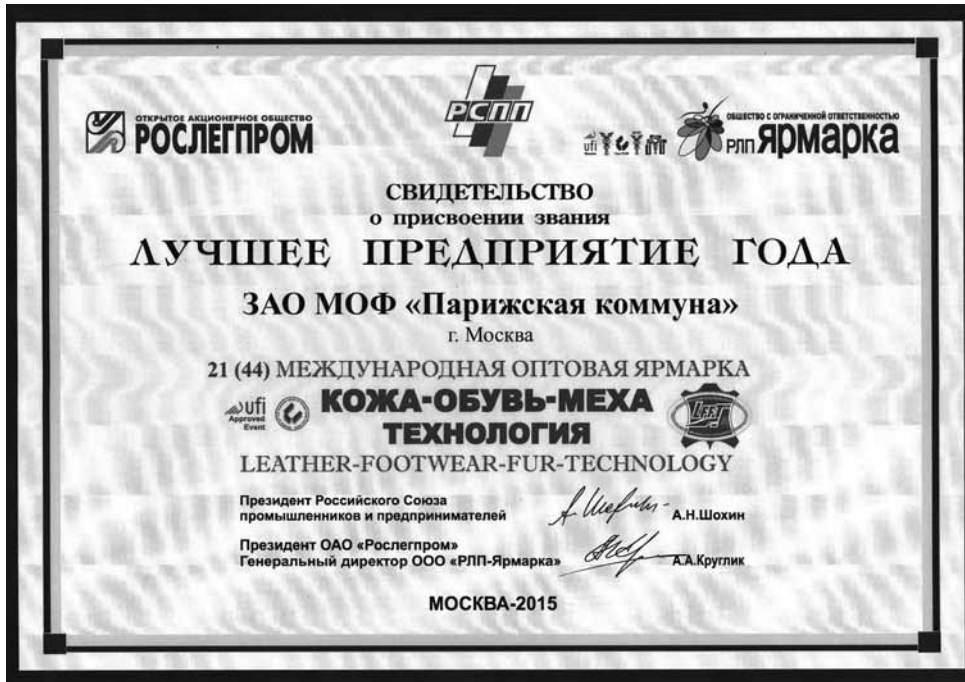 ОТКРЫТОЕ АКЦИОНЕРНОЕ ОБЩЕСТВО
РОСЛЕГПРОМ
РСПП
ufi
ОБЩЕСТВО С ОГРАНИЧЕННОЙ ОТВЕТСТВЕННОСТЬЮ
РЛП ЯРМАРКА
СВИДЕТЕЛЬСТВО
о присвоении звания
ЛУЧШЕЕ ПРЕДПРИЯТИЕ ГОДА
ЗАО МОФ «Парижская коммуна»
г. Москва
21 (44) МЕЖДУНАРОДНАЯ ОПТОВАЯ ЯРМАРКА
ufi
Approved
Event
КОЖА-ОБУВЬ-МЕХА
ТЕХНОЛОГИЯ
LEATHER-FOOTWEAR-FUR-TECHNOLOGY
Президент Российского Союза
промышленников и предпринимателей А.Н.Шохин
Президент ОАО «Рослегпром»
Генеральный директор ООО «РЛП-Ярмарка» А.А.Круглик
МОСКВА-2015